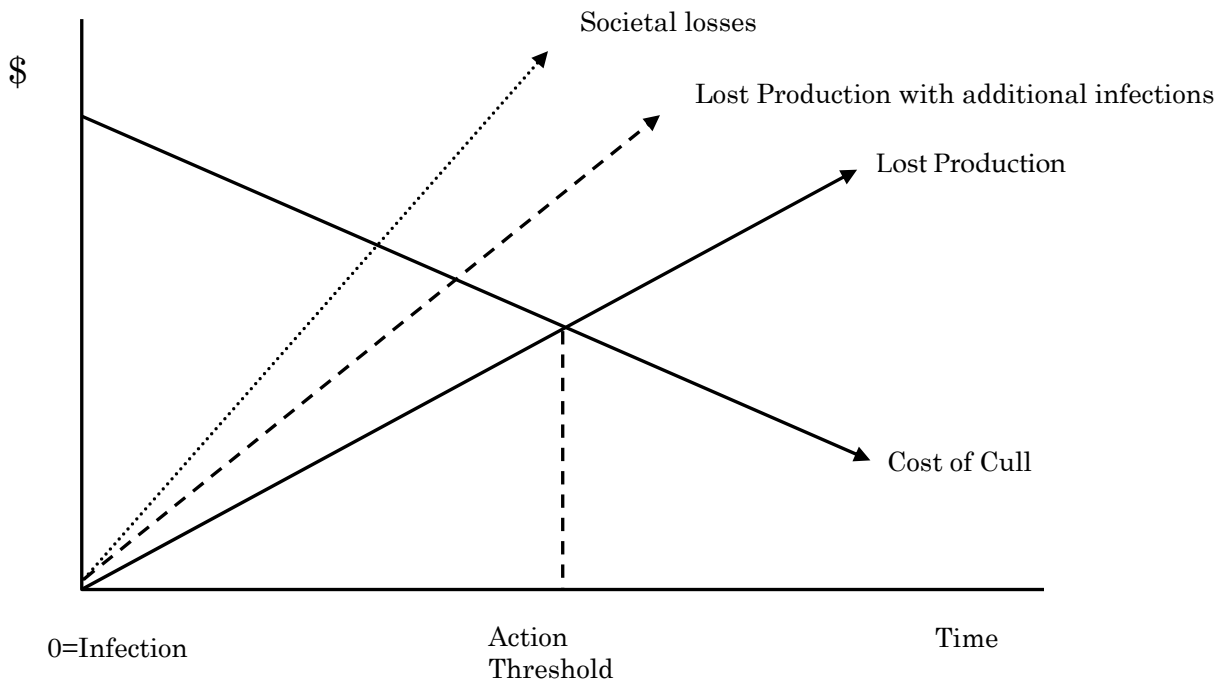 Societal losses
$
Lost Production with additional infections
Lost Production
Cost of Cull
0=Infection
Action
Threshold
Time